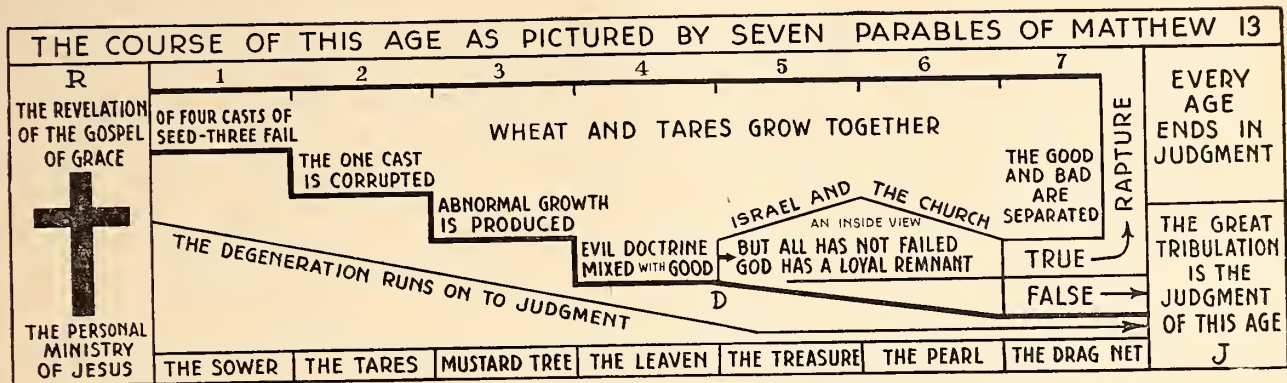 THE COURSE OF THIS AGE AS PICTURED BY SEVEN PARABLES OF MATTHEW 13
R
THE REVELATION
OF THE GOSPEL
OF GRACE
THE PERSONAL
MINISTRY
OF JESUS
1 2 3 4 5 6 7
OF FOUR CASTS OF
SEED-THREE FAIL
THE ONE CAST
IS CORRUPTED
ABNORMAL GROWTH
IS PRODUCED
EVIL DOCTRINE
MIXED WITH GOOD
WHEAT AND TARES GROW TOGETHER
ISRAEL AND THE CHURCH
AN INSIDE VIEW
BUT ALL HAS NOT FAILED
GOD HAS A LOYAL REMNANT
D
THE GOOD
AND BAD
ARE
SEPARATED
TRUE
FALSE
RAPTURE
THE DEGENERATION RUNS ON TO JUDGMENT
THE SOWER THE TARES MUSTARD TREE THE LEAVEN THE TREASURE THE PEARL THE DRAG NET
EVERY
AGE
ENDS IN
JUDGMENT
THE GREAT
TRIBULATION
IS THE
JUDGMENT
OF THIS AGE
J